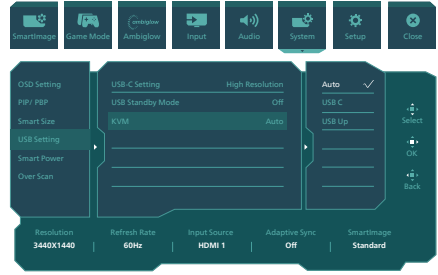 SmartImage
Game Mode
ambiglow
Ambiglow
Input
Audio
System
Setup
Close
OSD Setting
PIP/ PBP
Smart Size
USB Setting
Smart Power
Over Scan
USB-C Setting High Resolution
USB Standby Mode Off
KVM Auto
Auto
USB C
USB Up
Select
OK
Back
Resolution Refresh Rate Input Source Adaptive Sync SmartImage
3440X1440 60Hz HDMI 1 Off Standard